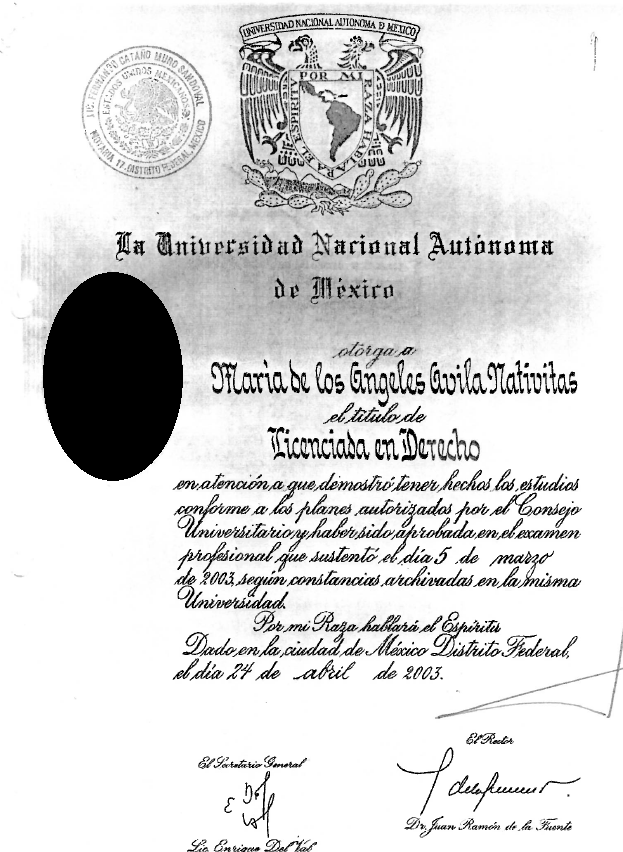 UNIVERSIDAD NACIONAL AUTONOMA D MEXICO
LIC. FERNANDO CATAÑO MURO SANDOVAL
ESTADOS UNIDOS MEXICANOS
NOTARIA 17, DISTRITO FEDERAL, MEXICO
POR MI RAZA HABLARA EL ESPIRITU
La Universidad Nacional Autónoma
de México
otorga a
María de los Angeles Avila Nativitas
el título de
Licenciada en Derecho
en atención a que demostró tener hechos los estudios
conforme a los planes autorizados por el Consejo
Universitario y haber sido aprobada en el examen
profesional que sustentó el día 5 de marzo
de 2003, según constancias archivadas en la misma
Universidad.
Por mi Raza hablará el Espíritu
Dado en la ciudad de México Distrito Federal,
el día 24 de abril de 2003.
El Rector
El Secretario General
Dr. Juan Ramón de la Fuente
Lic. Enrique Del Val